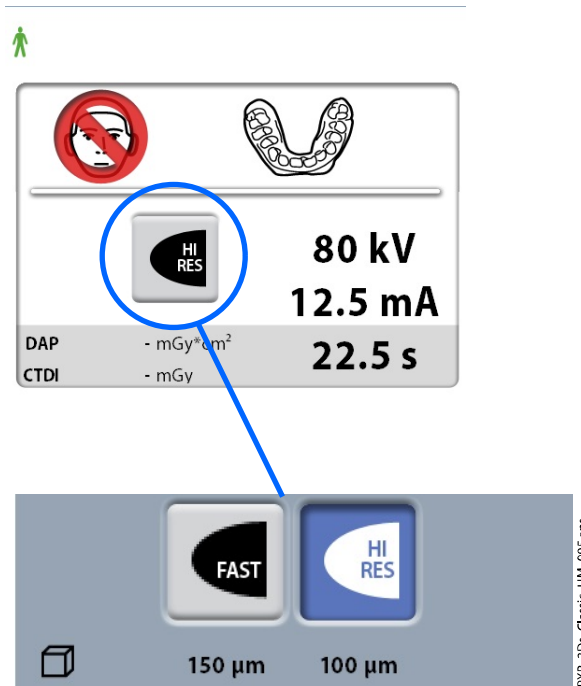 HI
RES
80 kV
12.5 mA
DAP - mGy*cm²
22.5 s
CTDI - mGy
FAST
HI
RES
150 µm
100 µm